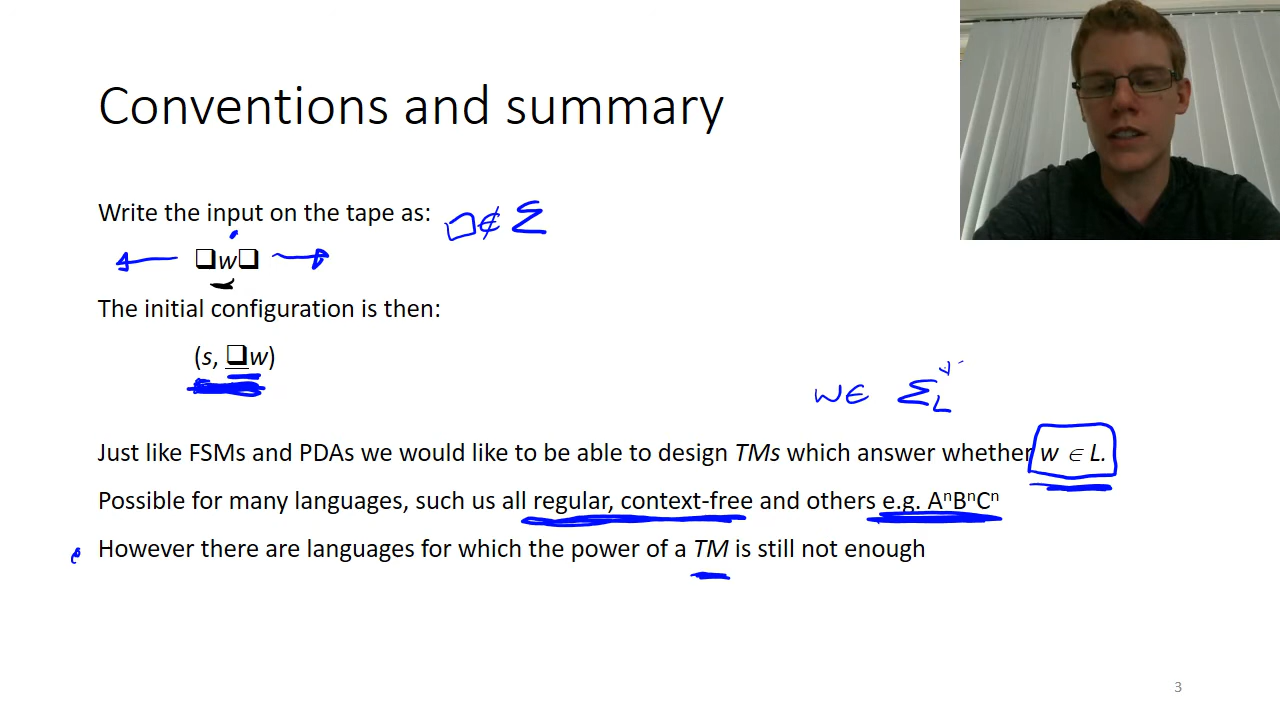 Conventions and summary
Write the input on the tape as: ❑ ∉ Σ
❑w❑
The initial configuration is then:
(s, ❑w)
w ∈ Σ_L
Just like FSMs and PDAs we would like to be able to design TMs which answer whether w ∈ L.
Possible for many languages, such us all regular, context-free and others e.g. AⁿBⁿCⁿ
However there are languages for which the power of a TM is still not enough
3